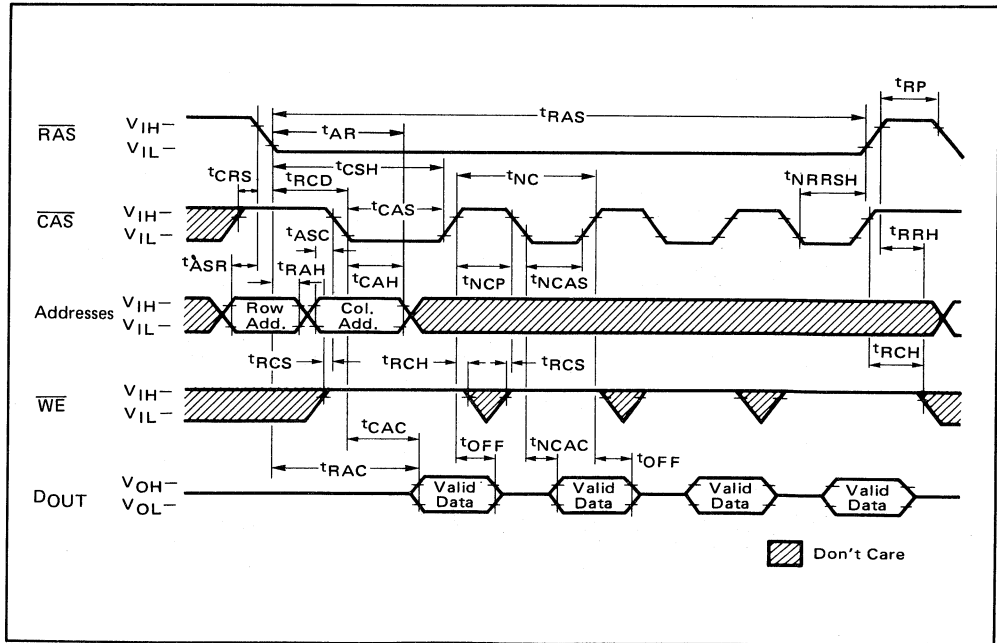 tRP
tRAS
RAS
VIH
VIL
tAR
tCSH
tCRS
tRCD
tNC
tNRRSH
CAS
VIH
VIL
tCAS
tASC
tRRH
tASR
tRAH
tCAH
tNCP
tNCAS
Addresses
VIH
VIL
Row Add.
Col. Add.
tRCS
tRCH
tRCS
tRCH
WE
VIH
VIL
tCAC
tOFF
tNCAC
tOFF
tRAC
DOUT
VOH
VOL
Valid Data
Valid Data
Valid Data
Valid Data
Don't Care